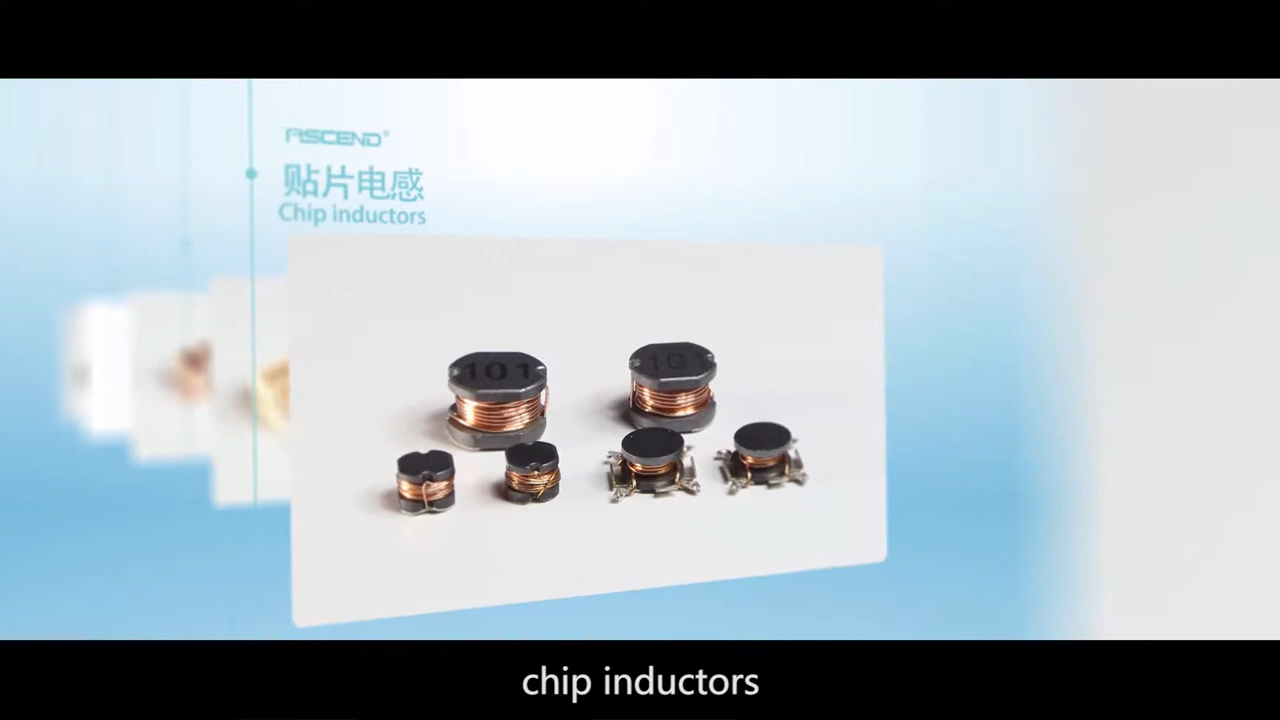 ASCEND®
贴片电感
Chip inductors
101
101
chip inductors